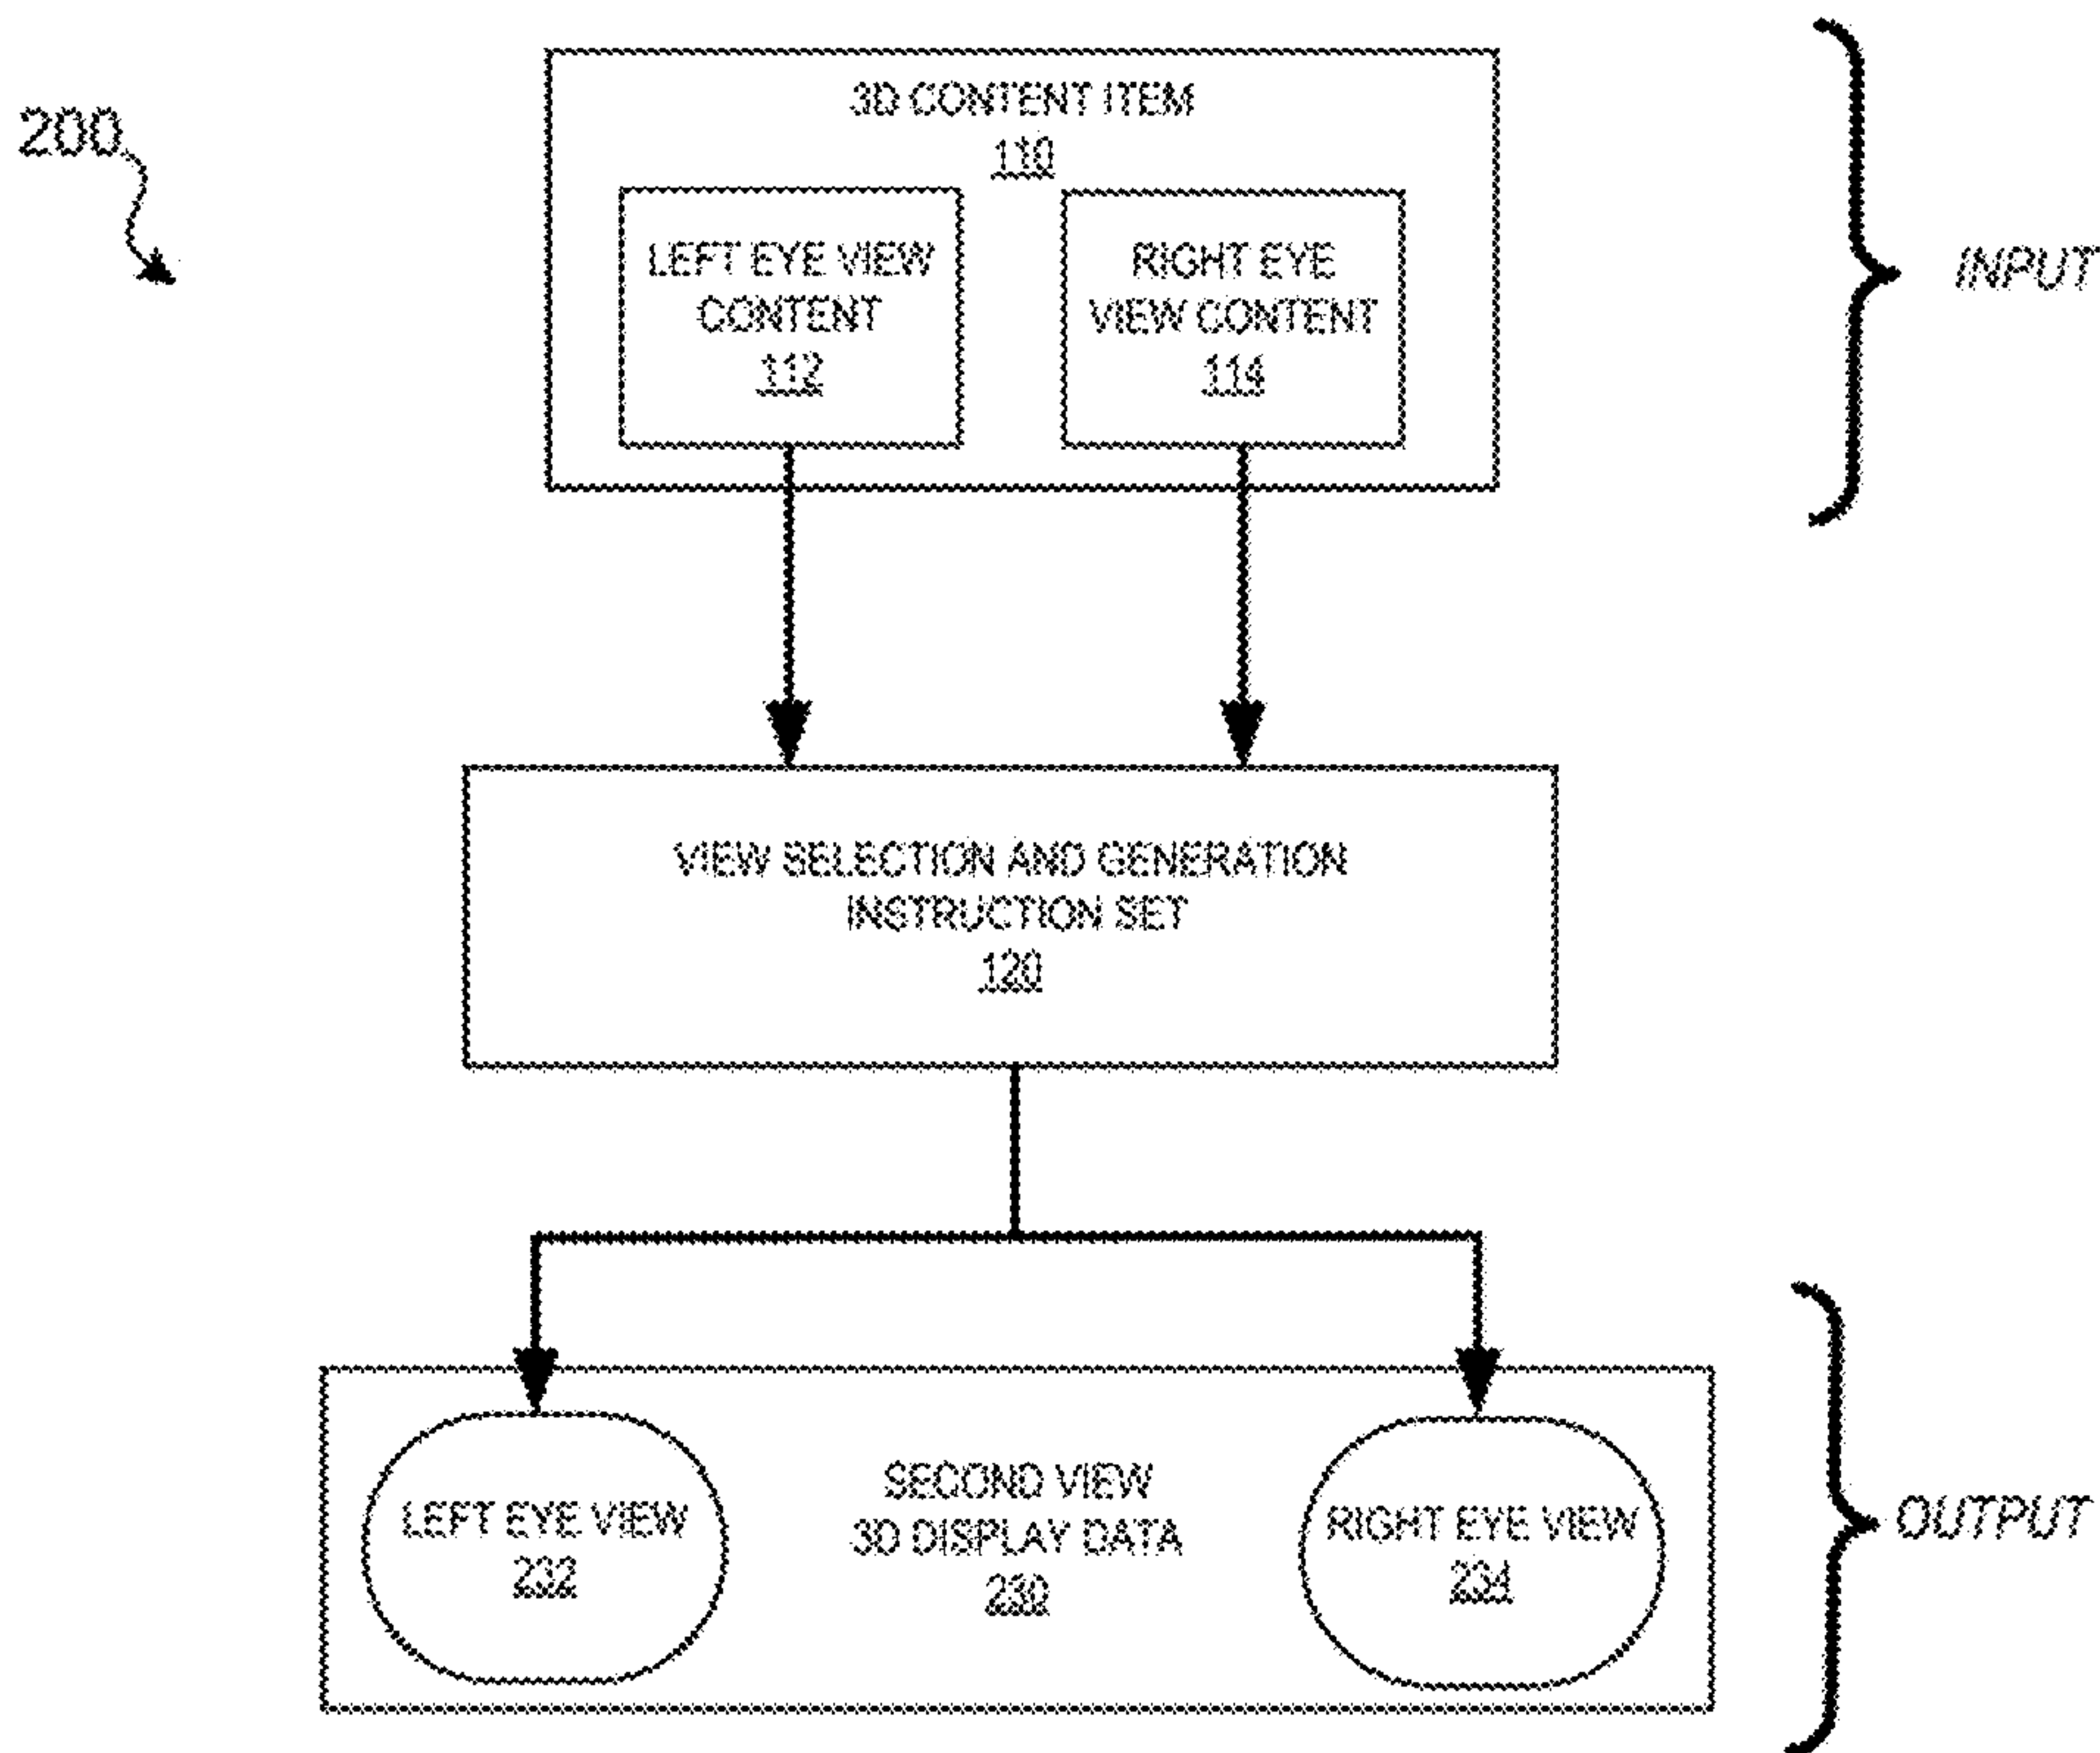 200
3D CONTENT ITEM
110
LEFT EYE VIEW
CONTENT
112
RIGHT EYE
VIEW CONTENT
114
INPUT
VIEW SELECTION AND GENERATION
INSTRUCTION SET
120
LEFT EYE VIEW
232
SECOND VIEW
3D DISPLAY DATA
230
RIGHT EYE VIEW
234
OUTPUT